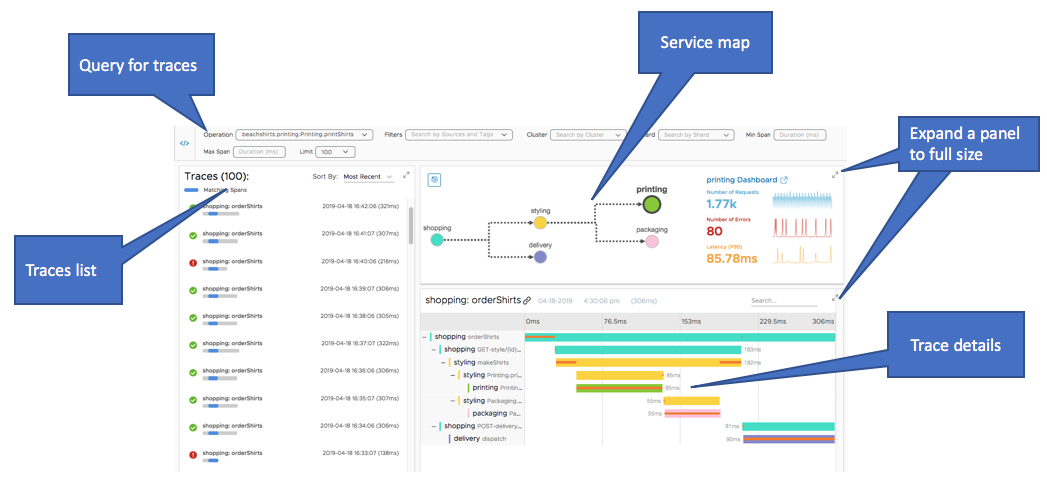 Query for traces
Service map
Expand a panel
to full size
Traces list
Trace details
</>
Operation beachshirts.printing.Printing.printShirts Filters Search by Sources and Tags Cluster Search by Cluster Search by Shard Min Span Duration (ms)
Max Span Duration (ms) Limit 100
Traces (100): Sort By: Most Recent
Matching Spans
shopping: orderShirts 2019-04-18 16:42:06 (321ms)
shopping: orderShirts 2019-04-18 16:41:07 (307ms)
shopping: orderShirts 2019-04-18 16:40:06 (216ms)
shopping: orderShirts 2019-04-18 16:39:07 (306ms)
shopping: orderShirts 2019-04-18 16:38:06 (305ms)
shopping: orderShirts 2019-04-18 16:37:07 (322ms)
shopping: orderShirts 2019-04-18 16:36:06 (306ms)
shopping: orderShirts 2019-04-18 16:35:07 (307ms)
shopping: orderShirts 2019-04-18 16:34:06 (306ms)
shopping: orderShirts 2019-04-18 16:33:07 (138ms)
shopping
styling
delivery
printing
packaging
printing Dashboard
Number of Requests
1.77k
Number of Errors
80
Latency (P95)
85.78ms
shopping: orderShirts 04-18-2019 4:30:06 pm (306ms) Search...
0ms 76.5ms 153ms 229.5ms 306ms
shopping orderShirts
shopping GET-style/{id}... 183ms
styling makeShirts 182ms
styling Printing.pri... 86ms
printing Printin... 85ms
styling Packaging. 55ms
packaging Pa... 55ms
shopping POST-delivery... 91ms
delivery dispatch 90ms